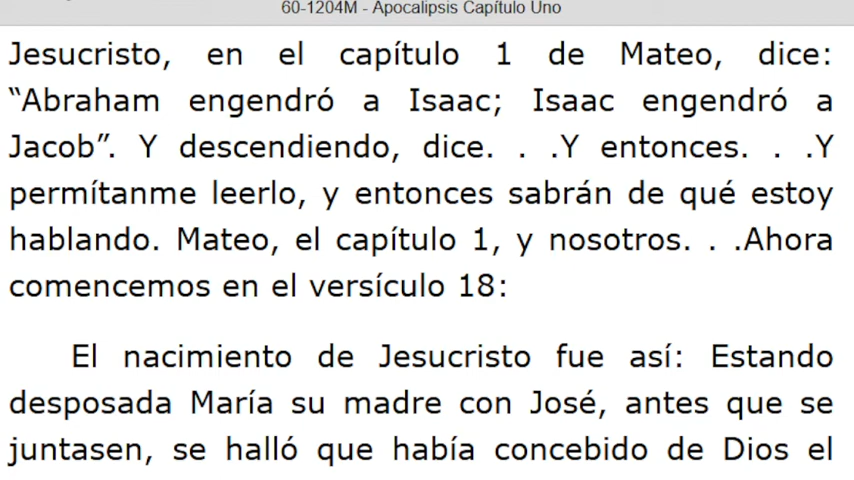 60-1204M - Apocalipsis Capítulo Uno
Jesucristo, en el capítulo 1 de Mateo, dice:
“Abraham engendró a Isaac; Isaac engendró a
Jacob”. Y descendiendo, dice. . .Y entonces. . .Y
permítanme leerlo, y entonces sabrán de qué estoy
hablando. Mateo, el capítulo 1, y nosotros. . .Ahora
comencemos en el versículo 18:
El nacimiento de Jesucristo fue así: Estando
desposada María su madre con José, antes que se
juntasen, se halló que había concebido de Dios el